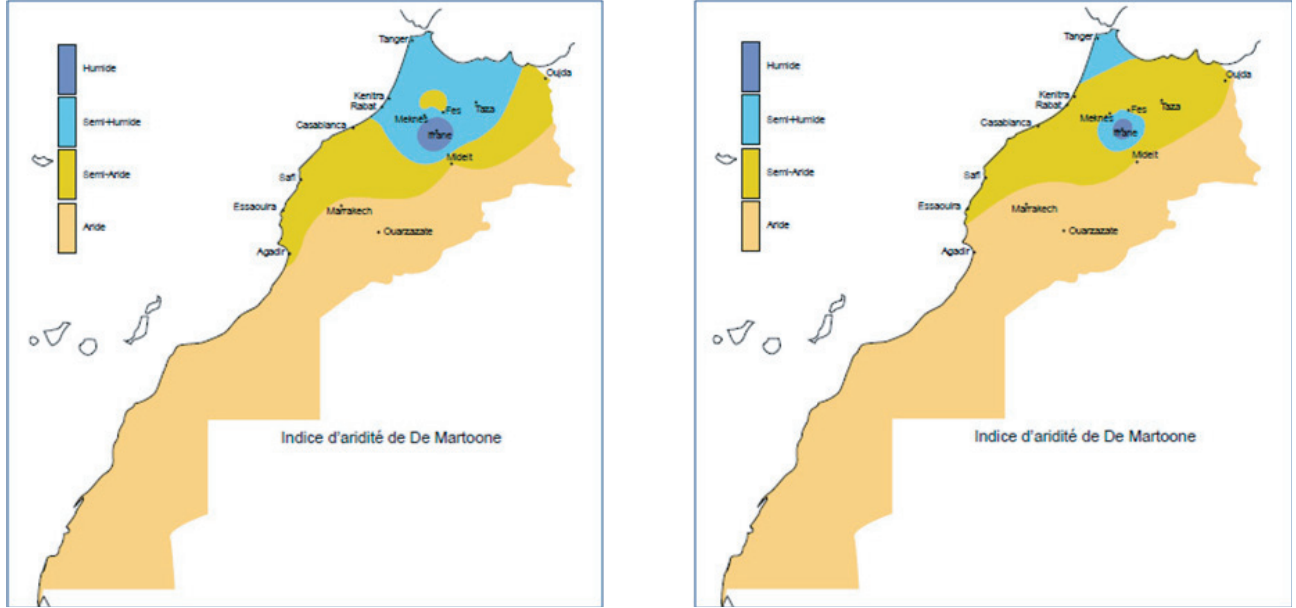 Humide
Semi-Humide
Semi-Aride
Aride
Tanger
Oujda
Kenitra
Rabat
Fes
Taza
Meknes
Casablanca
Ifrane
Midelt
Safi
Essaouira
Marrakech
Ouarzazate
Agadir
Indice d'aridité de De Martoone
Humide
Semi-Humide
Semi-Aride
Aride
Tanger
Oujda
Kenitra
Rabat
Fes
Taza
Meknes
Casablanca
Ifrane
Midelt
Safi
Essaouira
Marrakech
Ouarzazate
Agadir
Indice d'aridité de De Martoone